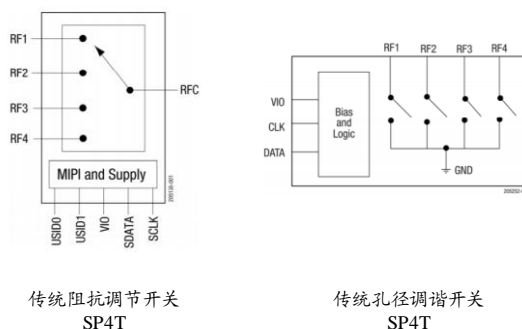 RF1
RF2
RF3
RF4
RFC
MIPI and Supply
USID0
USID1
VIO
SDATA
SCLK
传统阻抗调节开关
SP4T
RF1 RF2 RF3 RF4
VIO
CLK
DATA
Bias
and
Logic
GND
传统孔径调谐开关
SP4T